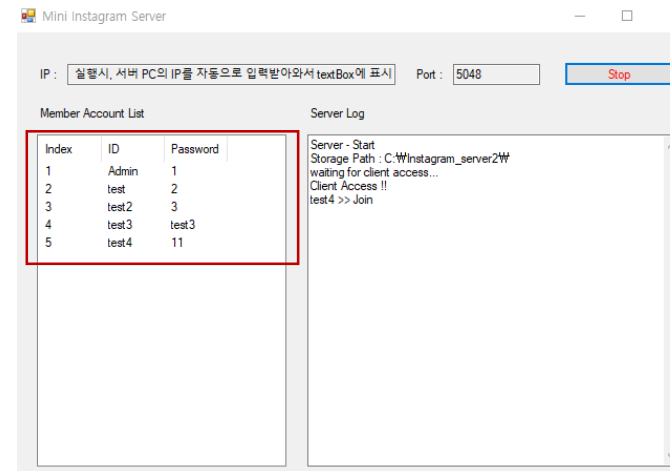 Mini Instagram Server
IP : 실행시, 서버 PC의 IP를 자동으로 입력받아와서 textBox에 표시 Port : 5048 Stop
Member Account List Server Log
Index ID Password
1 Admin 1
2 test 2
3 test2 3
4 test3 test3
5 test4 11
Server - Start
Storage Path : C:₩Instagram_server2₩
waiting for client access...
Client Access !!
test4 >> Join